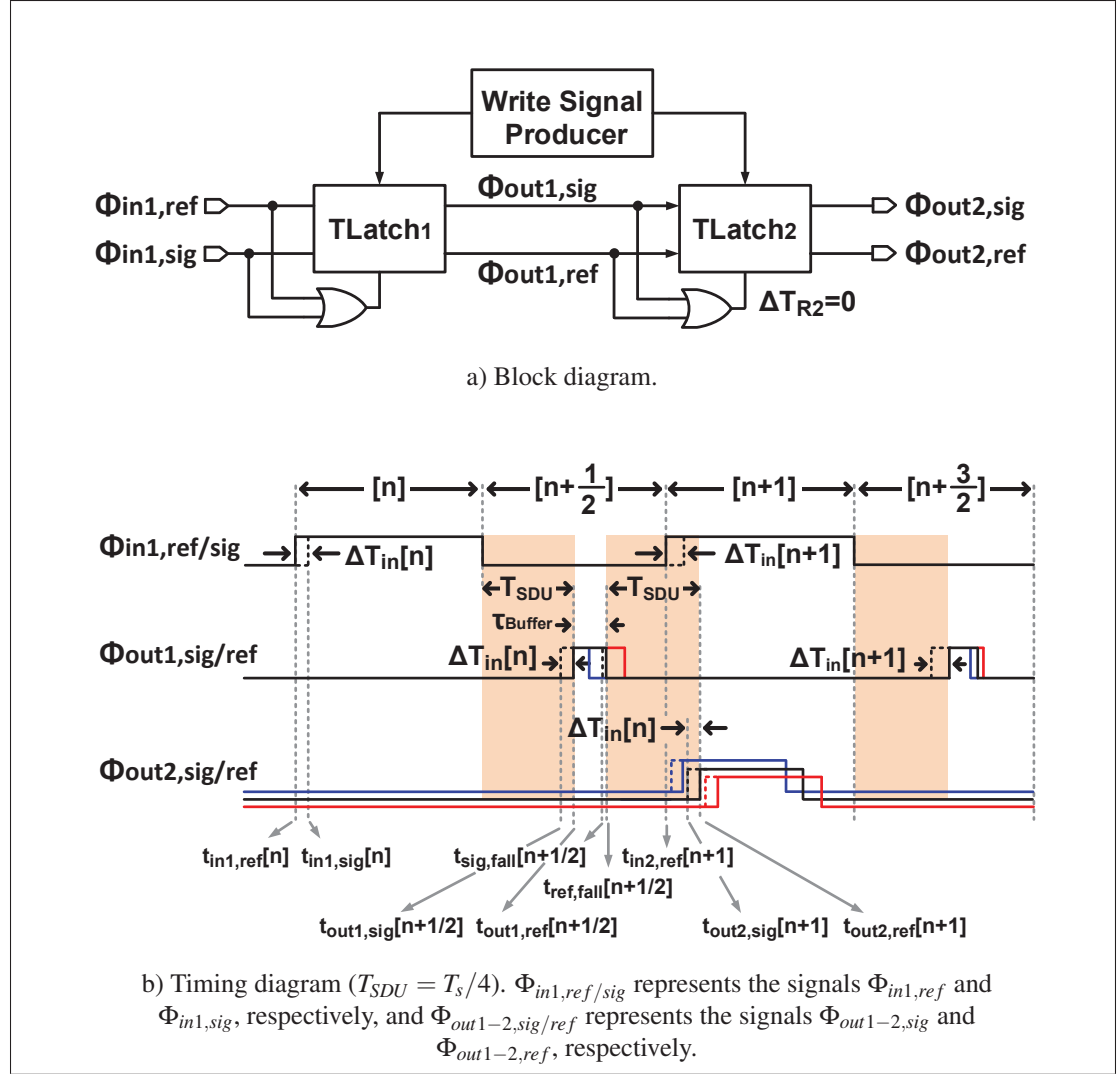 Write Signal
Producer
Φin1,ref
Φin1,sig
TLatch1
Φout1,sig
Φout1,ref
TLatch2
Φout2,sig
Φout2,ref
ΔTR2=0
a) Block diagram.
[n]
[n+1/2]
[n+1]
[n+3/2]
Φin1,ref/sig
ΔTin[n]
ΔTin[n+1]
TSDU
TSDU
τBuffer
Φout1,sig/ref
ΔTin[n]
ΔTin[n+1]
ΔTin[n]
Φout2,sig/ref
tin1,ref[n]
tin1,sig[n]
tsig,fall[n+1/2]
tin2,ref[n+1]
tref,fall[n+1/2]
tout1,sig[n+1/2]
tout1,ref[n+1/2]
tout2,sig[n+1]
tout2,ref[n+1]
b) Timing diagram (TSDU = Ts/4). Φin1,ref/sig represents the signals Φin1,ref and
Φin1,sig, respectively, and Φout1−2,sig/ref represents the signals Φout1−2,sig and
Φout1−2,ref, respectively.